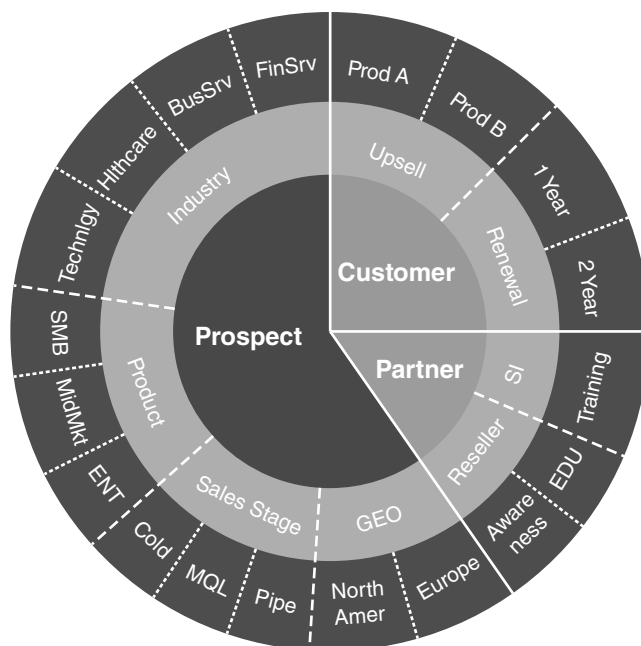 FinSrv
Prod A
BusSrv
Prod B
Hlthcare
Upsell
1 Year
Industry
Technlgy
Renewal
Customer
2 Year
SMB
Prospect
Partner
SI
Training
Product
MidMkt
Reseller
EDU
ENT
Sales Stage
GEO
Aware
ness
Cold
MQL
Pipe
North
Amer
Europe